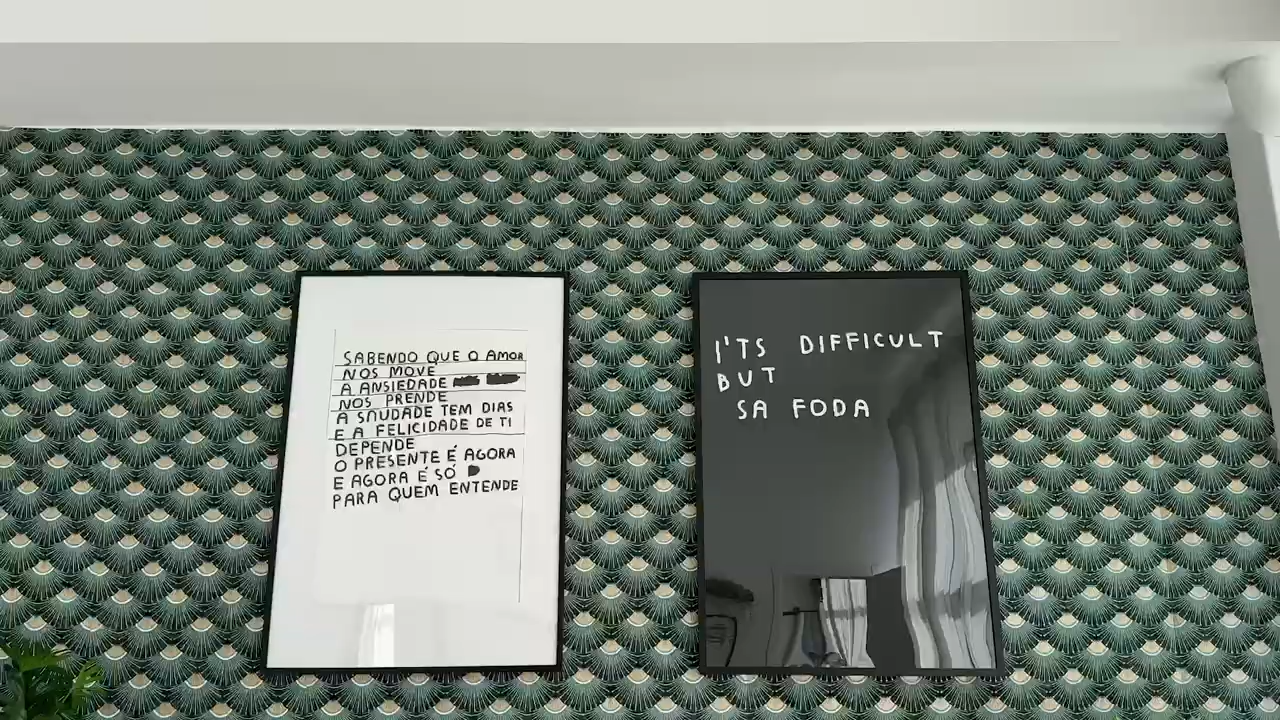 SABENDO QUE O AMOR
NOS MOVE
A ANSIEDADE
NOS PRENDE
A SAUDADE TEM DIAS
E A FELICIDADE DE TI
DEPENDE
O PRESENTE É AGORA
E AGORA É SÓ
PARA QUEM ENTENDE
I'TS DIFFICULT
BUT
SA FODA